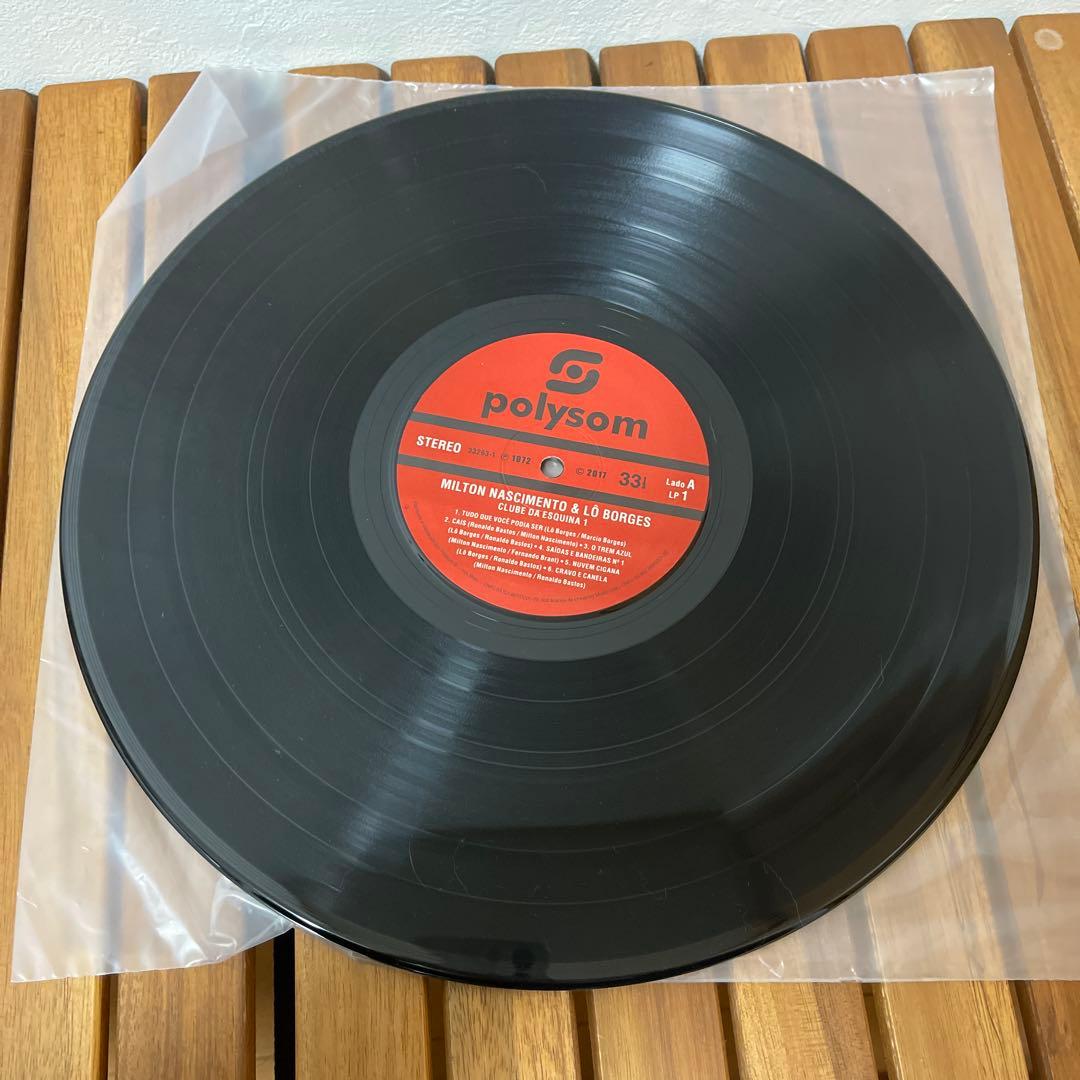 polysom
STEREO 33263-1 ℗ 1972 © 2017 33 1/3 Lado A
LP 1
MILTON NASCIMENTO & LÔ BORGES
CLUBE DA ESQUINA 1
1. TUDO QUE VOCÊ PODIA SER (Lô Borges / Marcio Borges)
2. CAIS (Ronaldo Bastos / Milton Nascimento) • 3. O TREM AZUL
(Lô Borges / Ronaldo Bastos) • 4. SAÍDAS E BANDEIRAS Nº 1
(Milton Nascimento / Fernando Brant) • 5. NUVEM CIGANA
(Lô Borges / Ronaldo Bastos) • 6. CRAVO E CANELA
(Milton Nascimento / Ronaldo Bastos)